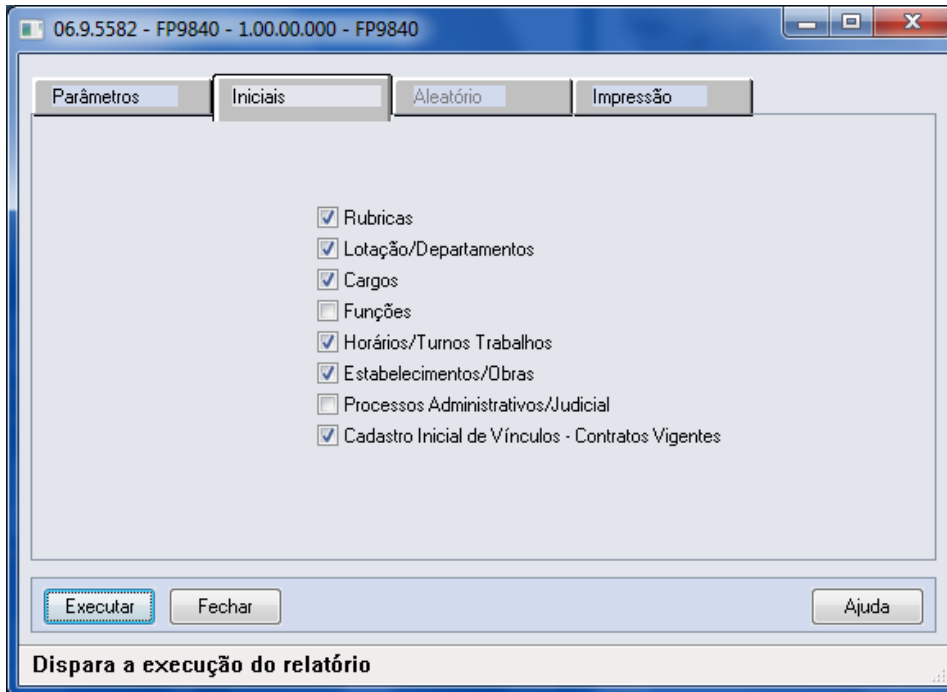 06.9.5582 - FP9840 - 1.00.00.000 - FP9840
Parâmetros Iniciais Aleatório Impressão
Rubricas
Lotação/Departamentos
Cargos
Funções
Horários/Turnos Trabalhos
Estabelecimentos/Obras
Processos Administrativos/Judicial
Cadastro Inicial de Vínculos - Contratos Vigentes
Executar Fechar Ajuda
Dispara a execução do relatório